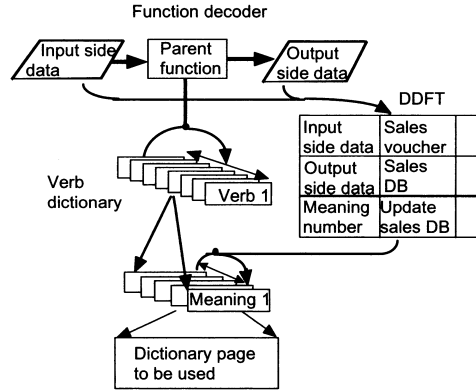 Function decoder
Input side
data
Parent
function
Output
side data
DDFT
Input
side data
Sales
voucher
Output
side data
Sales
DB
Meaning
number
Update
sales DB
Verb
dictionary
Verb 1
Meaning 1
Dictionary page
to be used